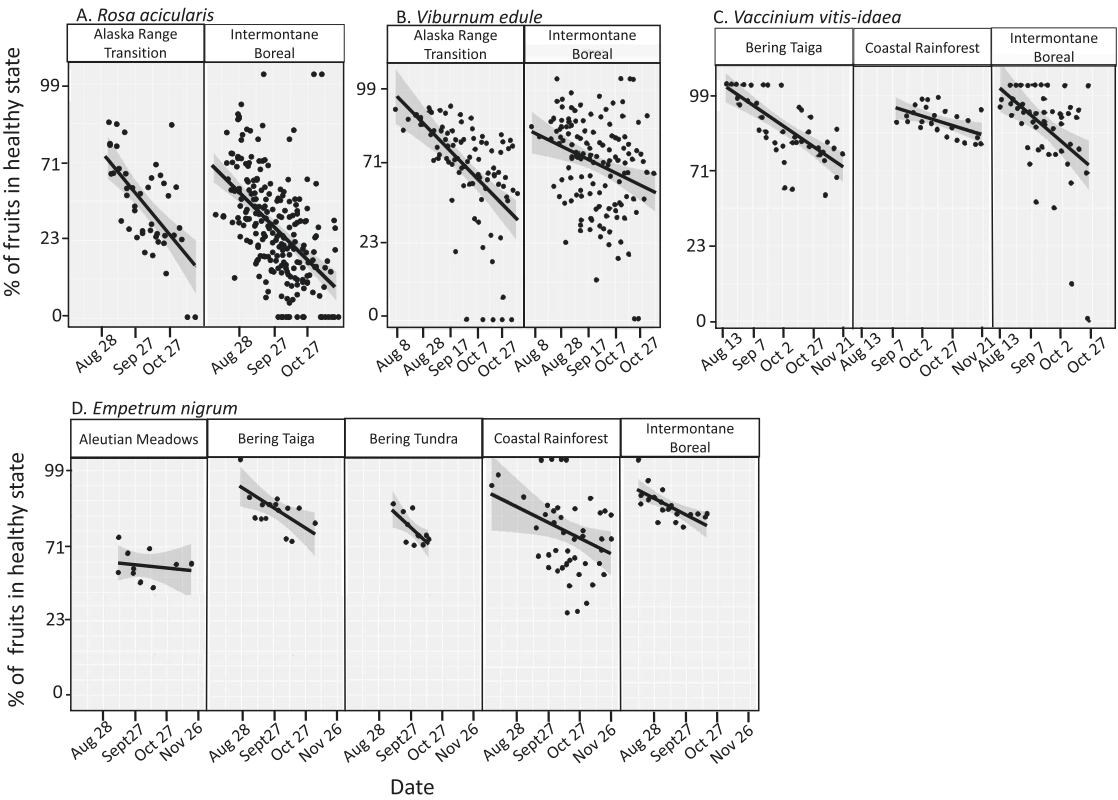 A. Rosa acicularis
B. Viburnum edule
C. Vaccinium vitis-idaea
Alaska Range
Transition
Intermontane
Boreal
Alaska Range
Transition
Intermontane
Boreal
Bering Taiga
Coastal Rainforest
Intermontane
Boreal
% of fruits in healthy state
99
71
23
0
99
71
23
0
99
71
23
0
Aug 28
Sep 27
Oct 27
Aug 28
Sep 27
Oct 27
Aug 8
Aug 28
Sep 17
Oct 7
Oct 27
Aug 8
Aug 28
Sep 17
Oct 7
Oct 27
Aug 13
Sep 7
Oct 2
Oct 27
Nov 21
Aug 13
Sep 7
Oct 2
Oct 27
Nov 21
Aug 13
Sep 7
Oct 2
Oct 27
D. Empetrum nigrum
Aleutian Meadows
Bering Taiga
Bering Tundra
Coastal Rainforest
Intermontane
Boreal
% of fruits in healthy state
99
71
23
0
Aug 28
Sept27
Oct 27
Nov 26
Aug 28
Sept27
Oct 27
Nov 26
Aug 28
Sep 27
Oct 27
Nov 26
Aug 28
Sept27
Oct 27
Nov 26
Aug 28
Sep 27
Oct 27
Nov 26
Date